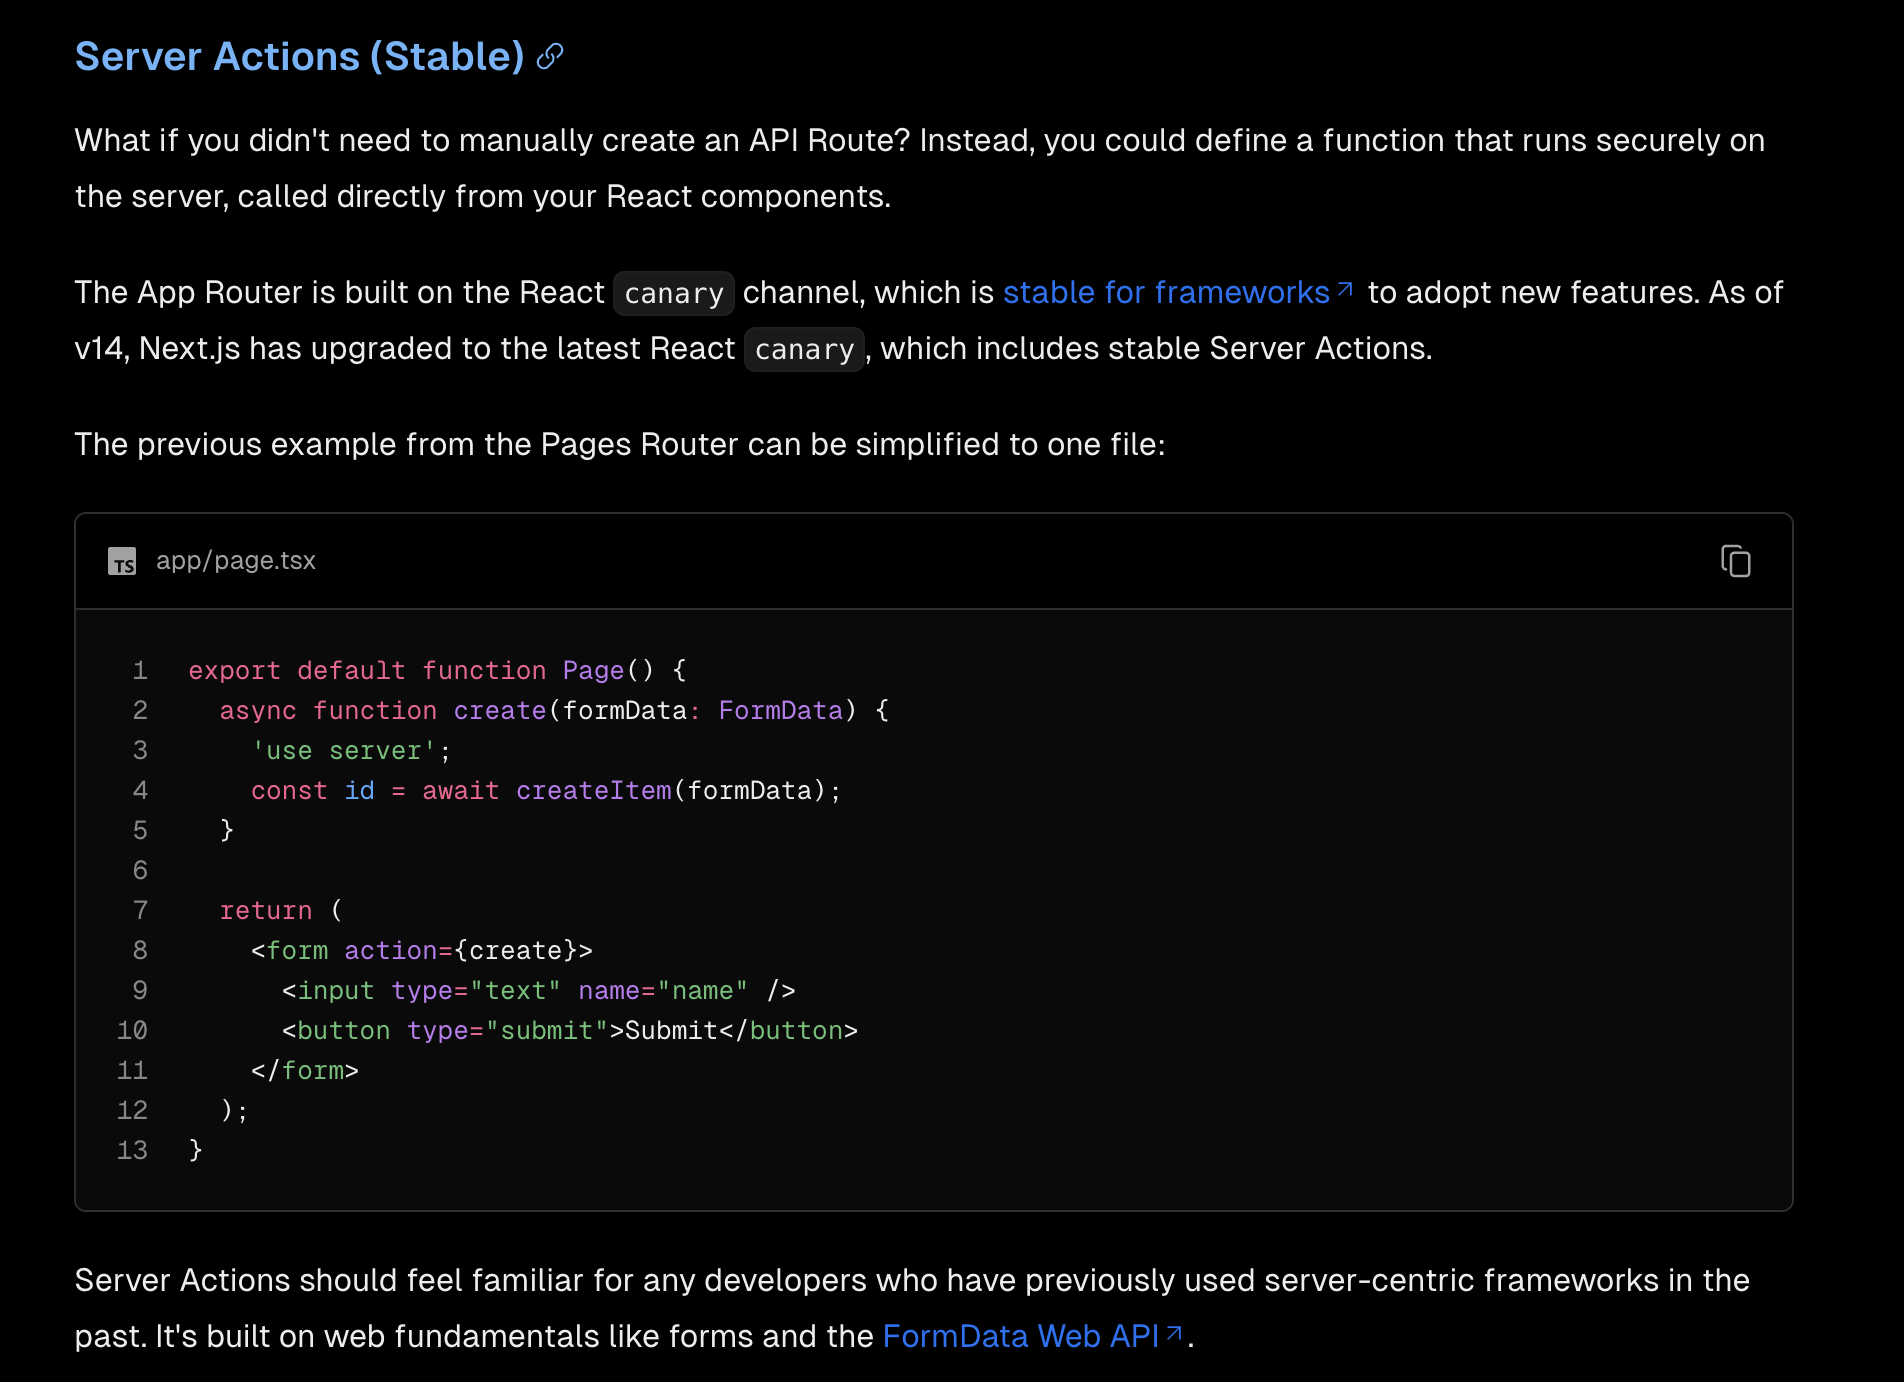 Server Actions (Stable)
What if you didn't need to manually create an API Route? Instead, you could define a function that runs securely on
the server, called directly from your React components.
The App Router is built on the React canary channel, which is stable for frameworks↗ to adopt new features. As of
v14, Next.js has upgraded to the latest React canary, which includes stable Server Actions.
The previous example from the Pages Router can be simplified to one file:
TS app/page.tsx
1 export default function Page() {
2   async function create(formData: FormData) {
3     'use server';
4     const id = await createItem(formData);
5   }
6
7   return (
8     <form action={create}>
9       <input type="text" name="name" />
10       <button type="submit">Submit</button>
11     </form>
12   );
13 }
Server Actions should feel familiar for any developers who have previously used server-centric frameworks in the
past. It's built on web fundamentals like forms and the FormData Web API↗.